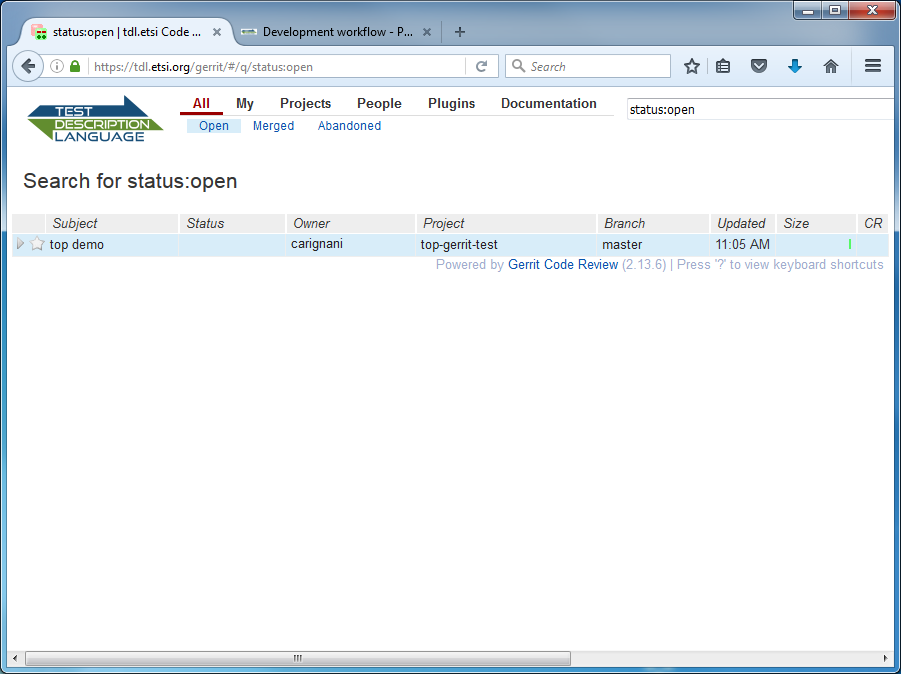 status:open | tdl.etsi Code ...
Development workflow - P...
https://tdl.etsi.org/gerrit/#/q/status:open
Search
TEST
DESCRIPTION
LANGUAGE
All My Projects People Plugins Documentation
status:open
Open Merged Abandoned
Search for status:open
Subject Status Owner Project Branch Updated Size CR
top demo carignani top-gerrit-test master 11:05 AM
Powered by Gerrit Code Review (2.13.6) | Press '?' to view keyboard shortcuts